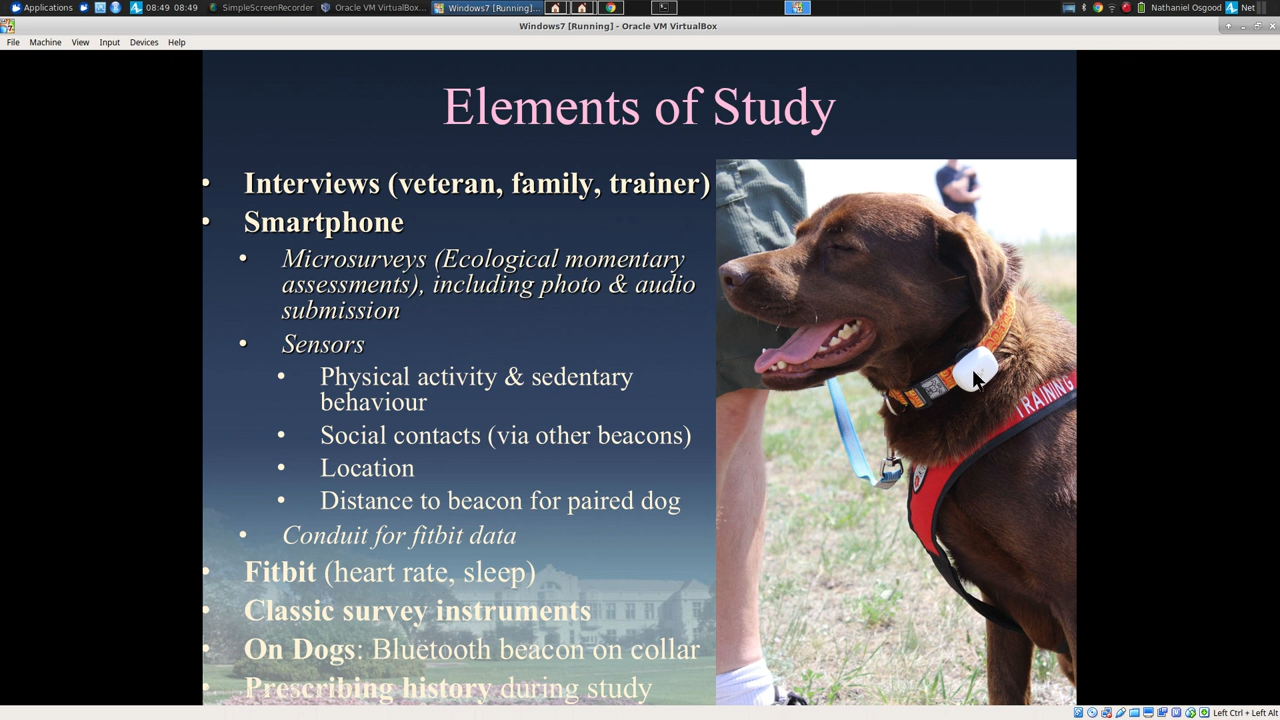 Applications 08:49 08:49 SimpleScreenRecorder Oracle VM VirtualBox... Windows7 [Running]... Nathaniel Osgood Net
Windows7 [Running] - Oracle VM VirtualBox
File Machine View Input Devices Help
Elements of Study
• Interviews (veteran, family, trainer)
• Smartphone
• Microsurveys (Ecological momentary
assessments), including photo & audio
submission
• Sensors
• Physical activity & sedentary
behaviour
• Social contacts (via other beacons)
• Location
• Distance to beacon for paired dog
• Conduit for fitbit data
• Fitbit (heart rate, sleep)
• Classic survey instruments
• On Dogs: Bluetooth beacon on collar
• Prescribing history during study
TRAINING
Left Ctrl + Left Alt